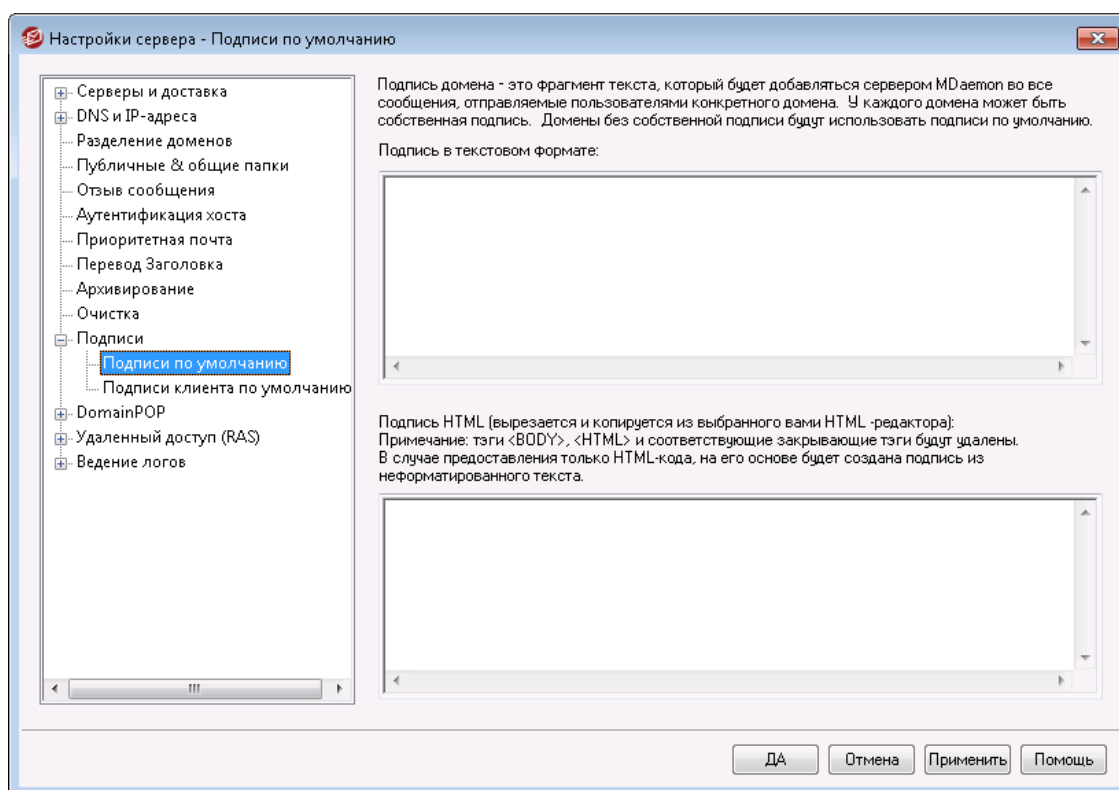 Настройки сервера - Подписи по умолчанию
Серверы и доставка
DNS и IP-адреса
Разделение доменов
Публичные & общие папки
Отзыв сообщения
Аутентификация хоста
Приоритетная почта
Перевод Заголовка
Архивирование
Очистка
Подписи
Подписи по умолчанию
Подписи клиента по умолчанию
DomainPOP
Удаленный доступ (RAS)
Ведение логов
Подпись домена - это фрагмент текста, который будет добавляться сервером MDaemon во все
сообщения, отправляемые пользователями конкретного домена. У каждого домена может быть
собственная подпись. Домены без собственной подписи будут использовать подписи по умолчанию.
Подпись в текстовом формате:
Подпись HTML (вырезается и копируется из выбранного вами HTML -редактора):
Примечание: тэги <BODY>, <HTML> и соответствующие закрывающие тэги будут удалены.
В случае предоставления только HTML-кода, на его основе будет создана подпись из
неформатированного текста.
ДА
Отмена
Применить
Помощь